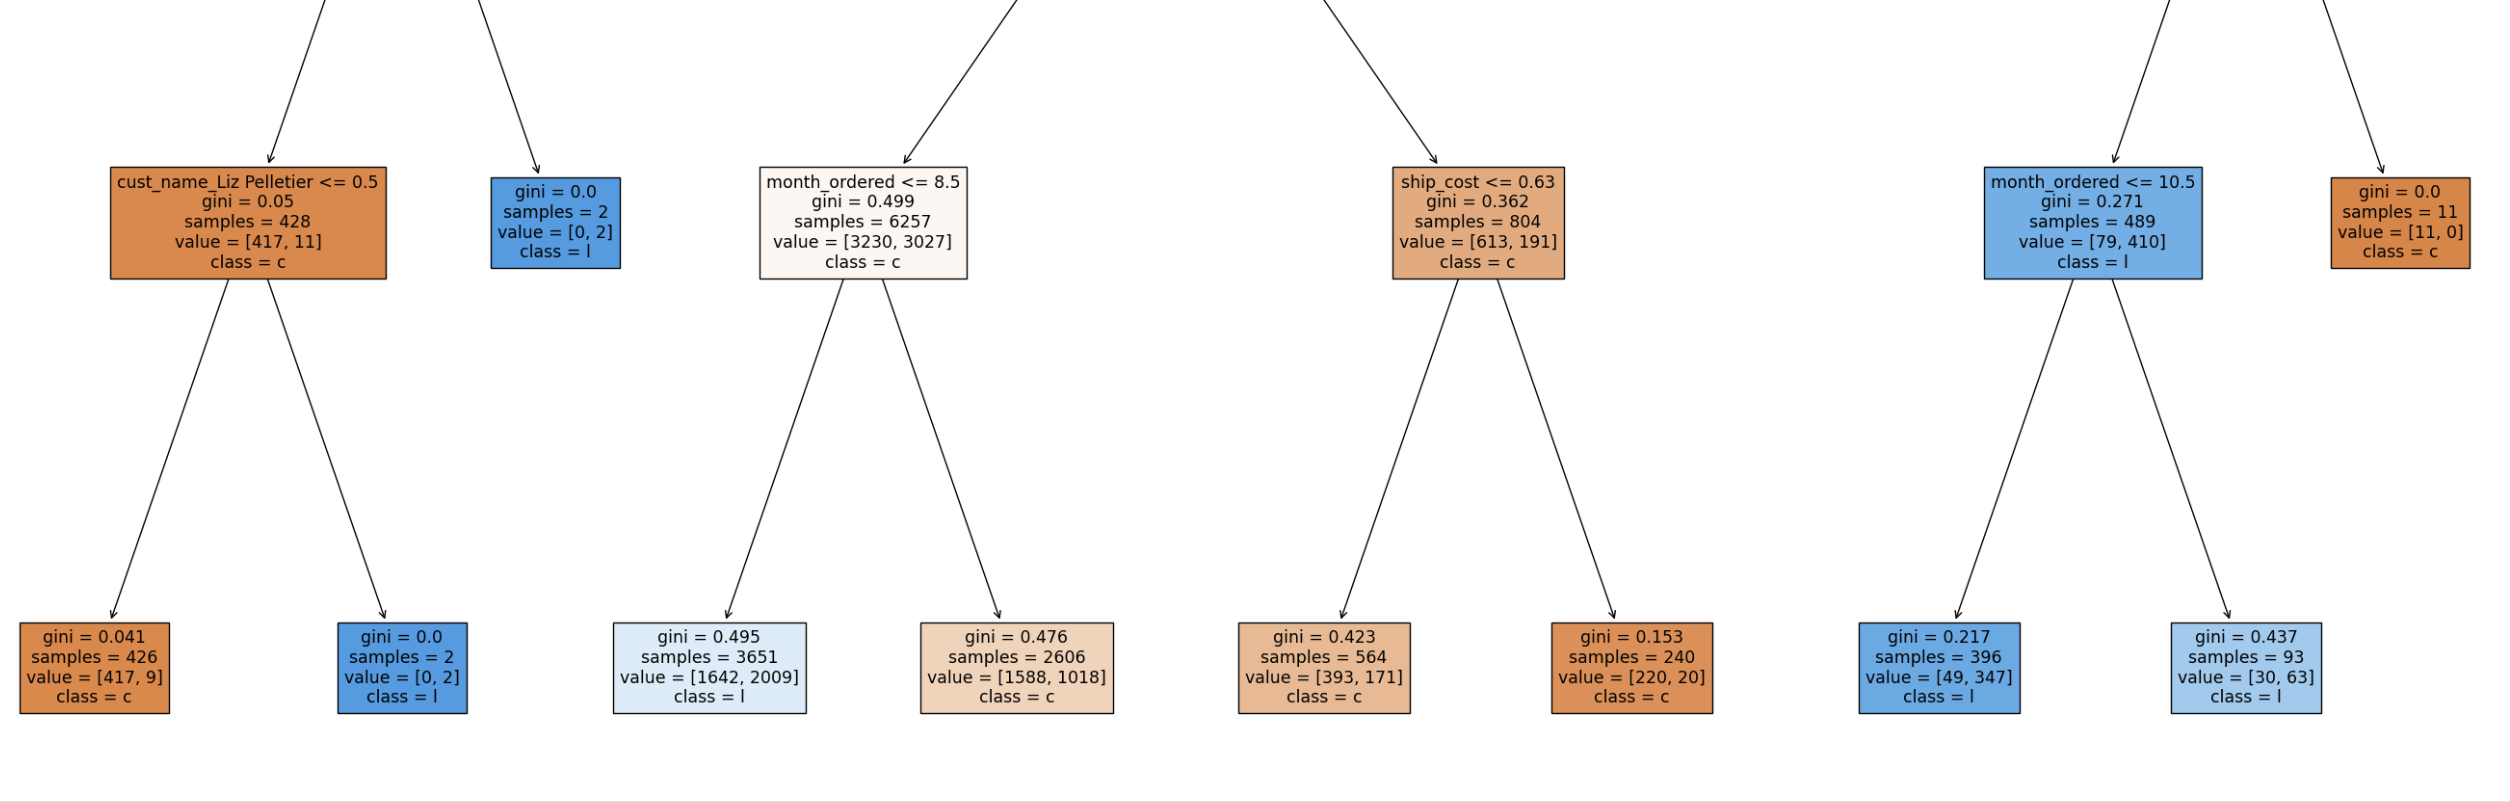 cust_name_Liz Pelletier <= 0.5
gini = 0.05
samples = 428
value = [417, 11]
class = c
gini = 0.0
samples = 2
value = [0, 2]
class = l
month_ordered <= 8.5
gini = 0.499
samples = 6257
value = [3230, 3027]
class = c
ship_cost <= 0.63
gini = 0.362
samples = 804
value = [613, 191]
class = c
month_ordered <= 10.5
gini = 0.271
samples = 489
value = [79, 410]
class = l
gini = 0.0
samples = 11
value = [11, 0]
class = c
gini = 0.041
samples = 426
value = [417, 9]
class = c
gini = 0.0
samples = 2
value = [0, 2]
class = l
gini = 0.495
samples = 3651
value = [1642, 2009]
class = l
gini = 0.476
samples = 2606
value = [1588, 1018]
class = c
gini = 0.423
samples = 564
value = [393, 171]
class = c
gini = 0.153
samples = 240
value = [220, 20]
class = c
gini = 0.217
samples = 396
value = [49, 347]
class = l
gini = 0.437
samples = 93
value = [30, 63]
class = l